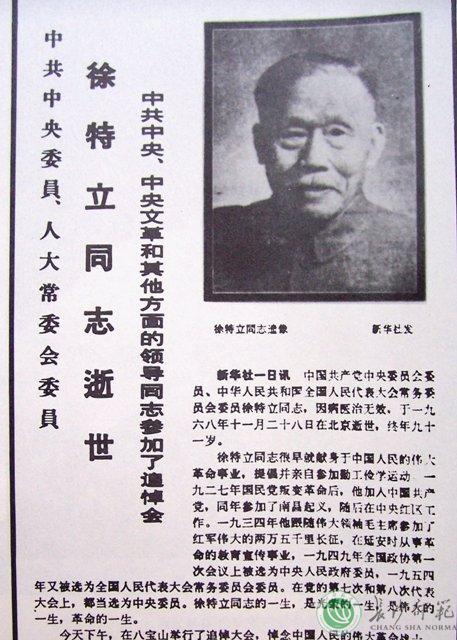 中共中央委員、人大常委会委員
徐特立同志逝世
中共中央、中央文革和其他方面的领导同志参加了追悼会
徐特立同志遺像 新华社发
新华社一日讯 中国共产党中央委员会委
员、中华人民共和国全国人民代表大会常务委
员会委员徐特立同志，因病医治无效，于一九
六八年十一月二十八日在北京逝世，终年九十
一岁。
徐特立同志很早就献身于中国人民的伟大
革命事业，提倡并亲自参加勤工俭学运动。一
九二七年国民党叛变革命后，他加入中国共产
党，同年参加了南昌起义，随后在中央红区工
作。一九三四年他跟随伟大领袖毛主席参加了
红军伟大的两万五千里长征，在延安时从事革
命的教育宣传事业，一九四九年全国政协第一
次会议上被选为中央人民政府委员，一九五四
年又被选为全国人民代表大会常务委员会委员。在党的第七次和第八次代表
大会上，都当选为中央委员。徐特立同志的一生，是光荣的一生，是伟大的
一生，革命的一生。
今天下午，在八宝山举行了追悼大会，悼念中国人民的伟大革命
CHANG SHA NORMA